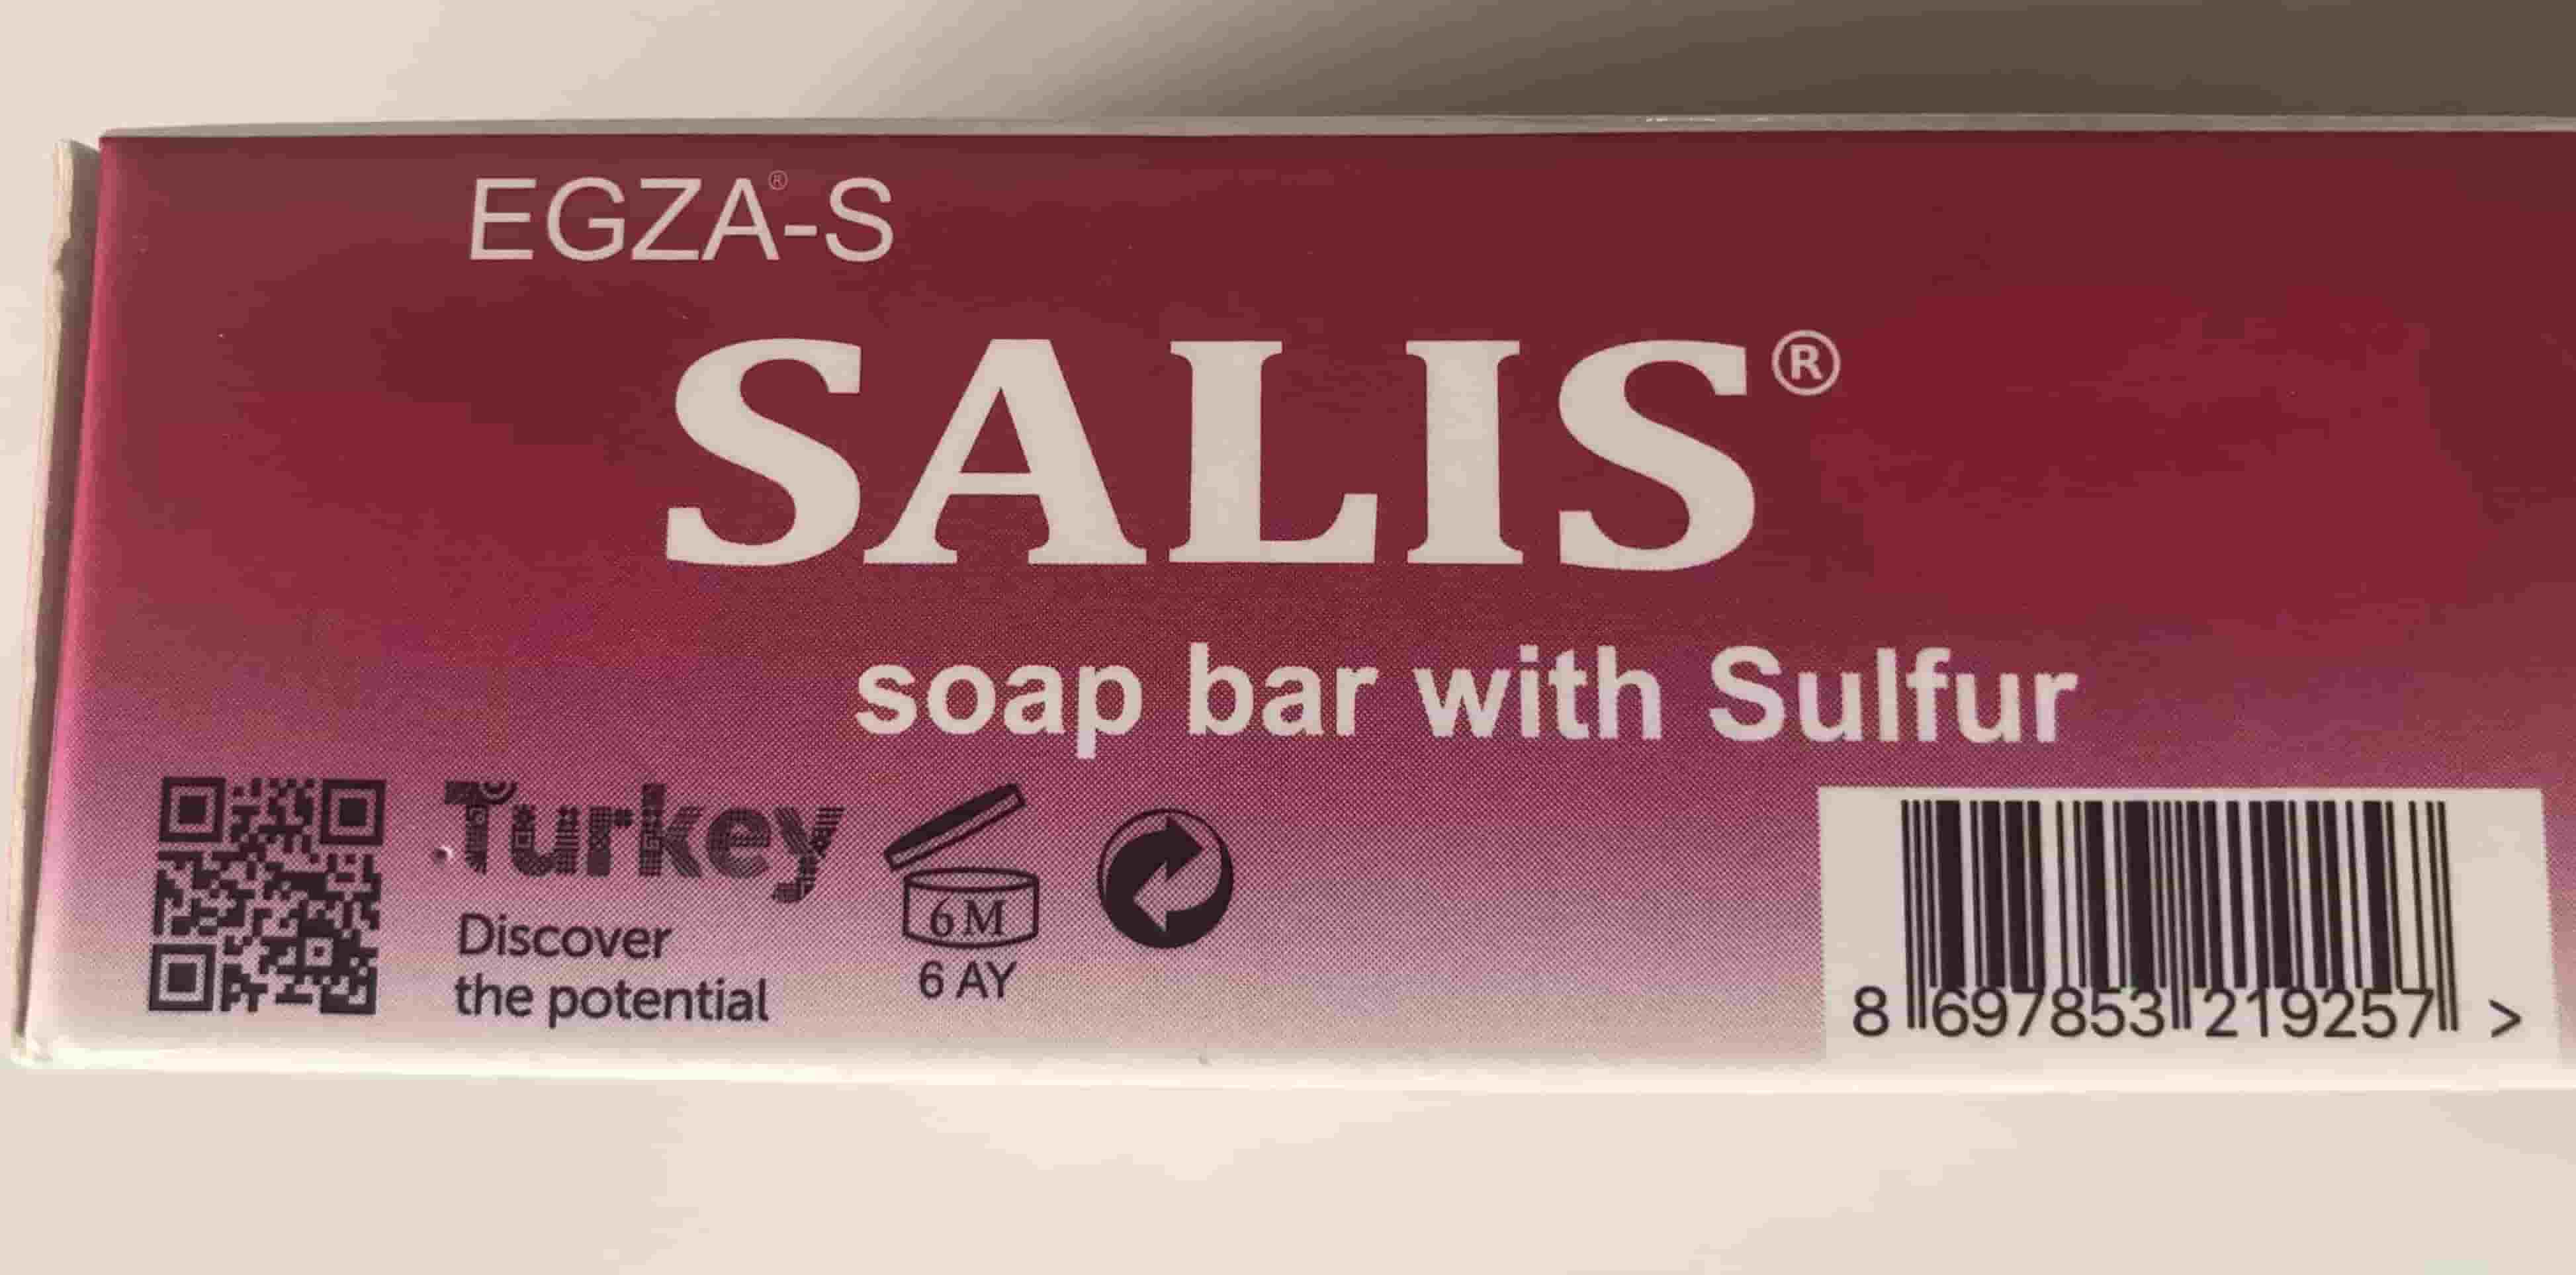 EGZA®-S
SALIS®
soap bar with Sulfur
Turkey
Discover
the potential
6M
6 AY
8 697853 219257 >